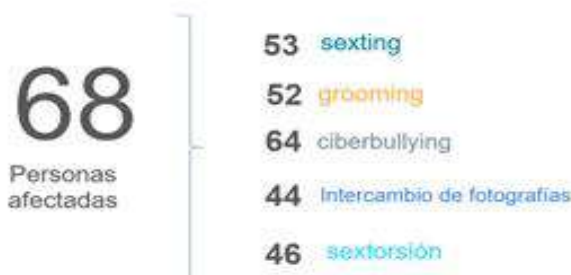 68
Personas
afectadas
53 sexting
52 grooming
64 ciberbullying
44 Intercambio de fotografías
46 sextorsión